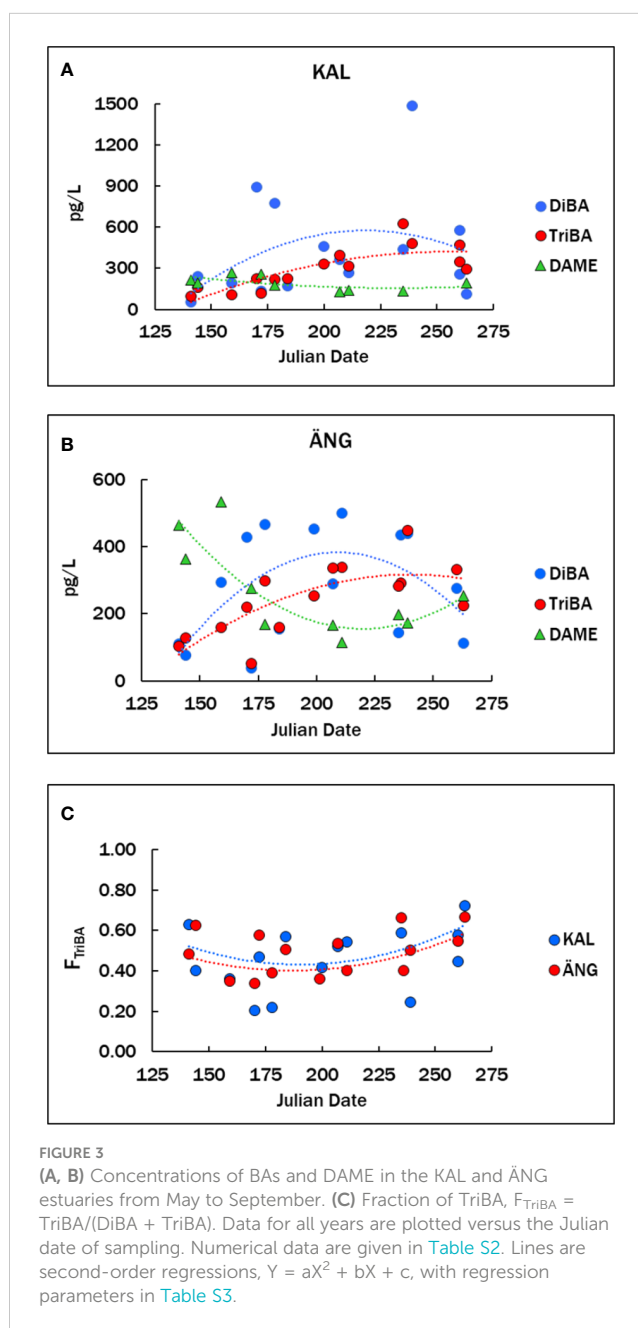 A
KAL
1500
1200
900
600
300
0
pg/L
125 150 175 200 225 250 275
Julian Date
DiBA
TriBA
DAME
B
ÄNG
600
400
200
0
pg/L
125 150 175 200 225 250 275
Julian Date
DiBA
TriBA
DAME
C
1.00
0.80
0.60
0.40
0.20
0.00
FTriBA
125 150 175 200 225 250 275
Julian Date
KAL
ÄNG
FIGURE 3
(A, B) Concentrations of BAs and DAME in the KAL and ÄNG
estuaries from May to September. (C) Fraction of TriBA, FTriBA =
TriBA/(DiBA + TriBA). Data for all years are plotted versus the Julian
date of sampling. Numerical data are given in Table S2. Lines are
second-order regressions, Y = aX² + bX + c, with regression
parameters in Table S3.